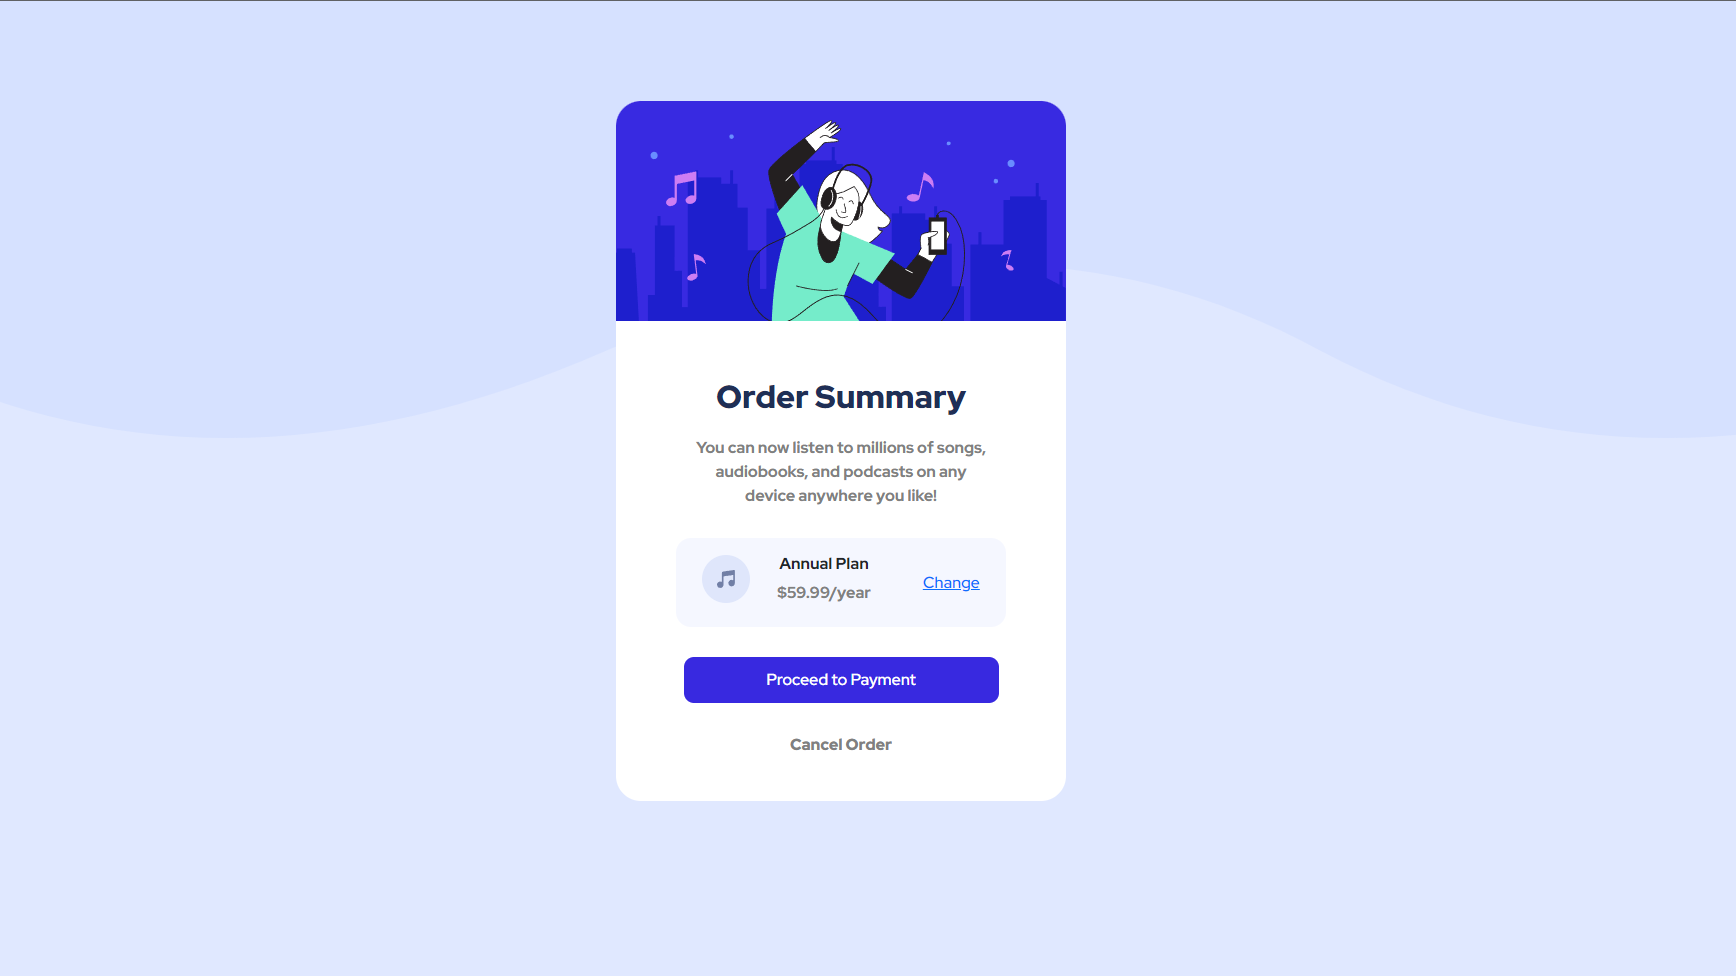 Order Summary
You can now listen to millions of songs,
audiobooks, and podcasts on any
device anywhere you like!
Annual Plan
$59.99/year
Change
Proceed to Payment
Cancel Order